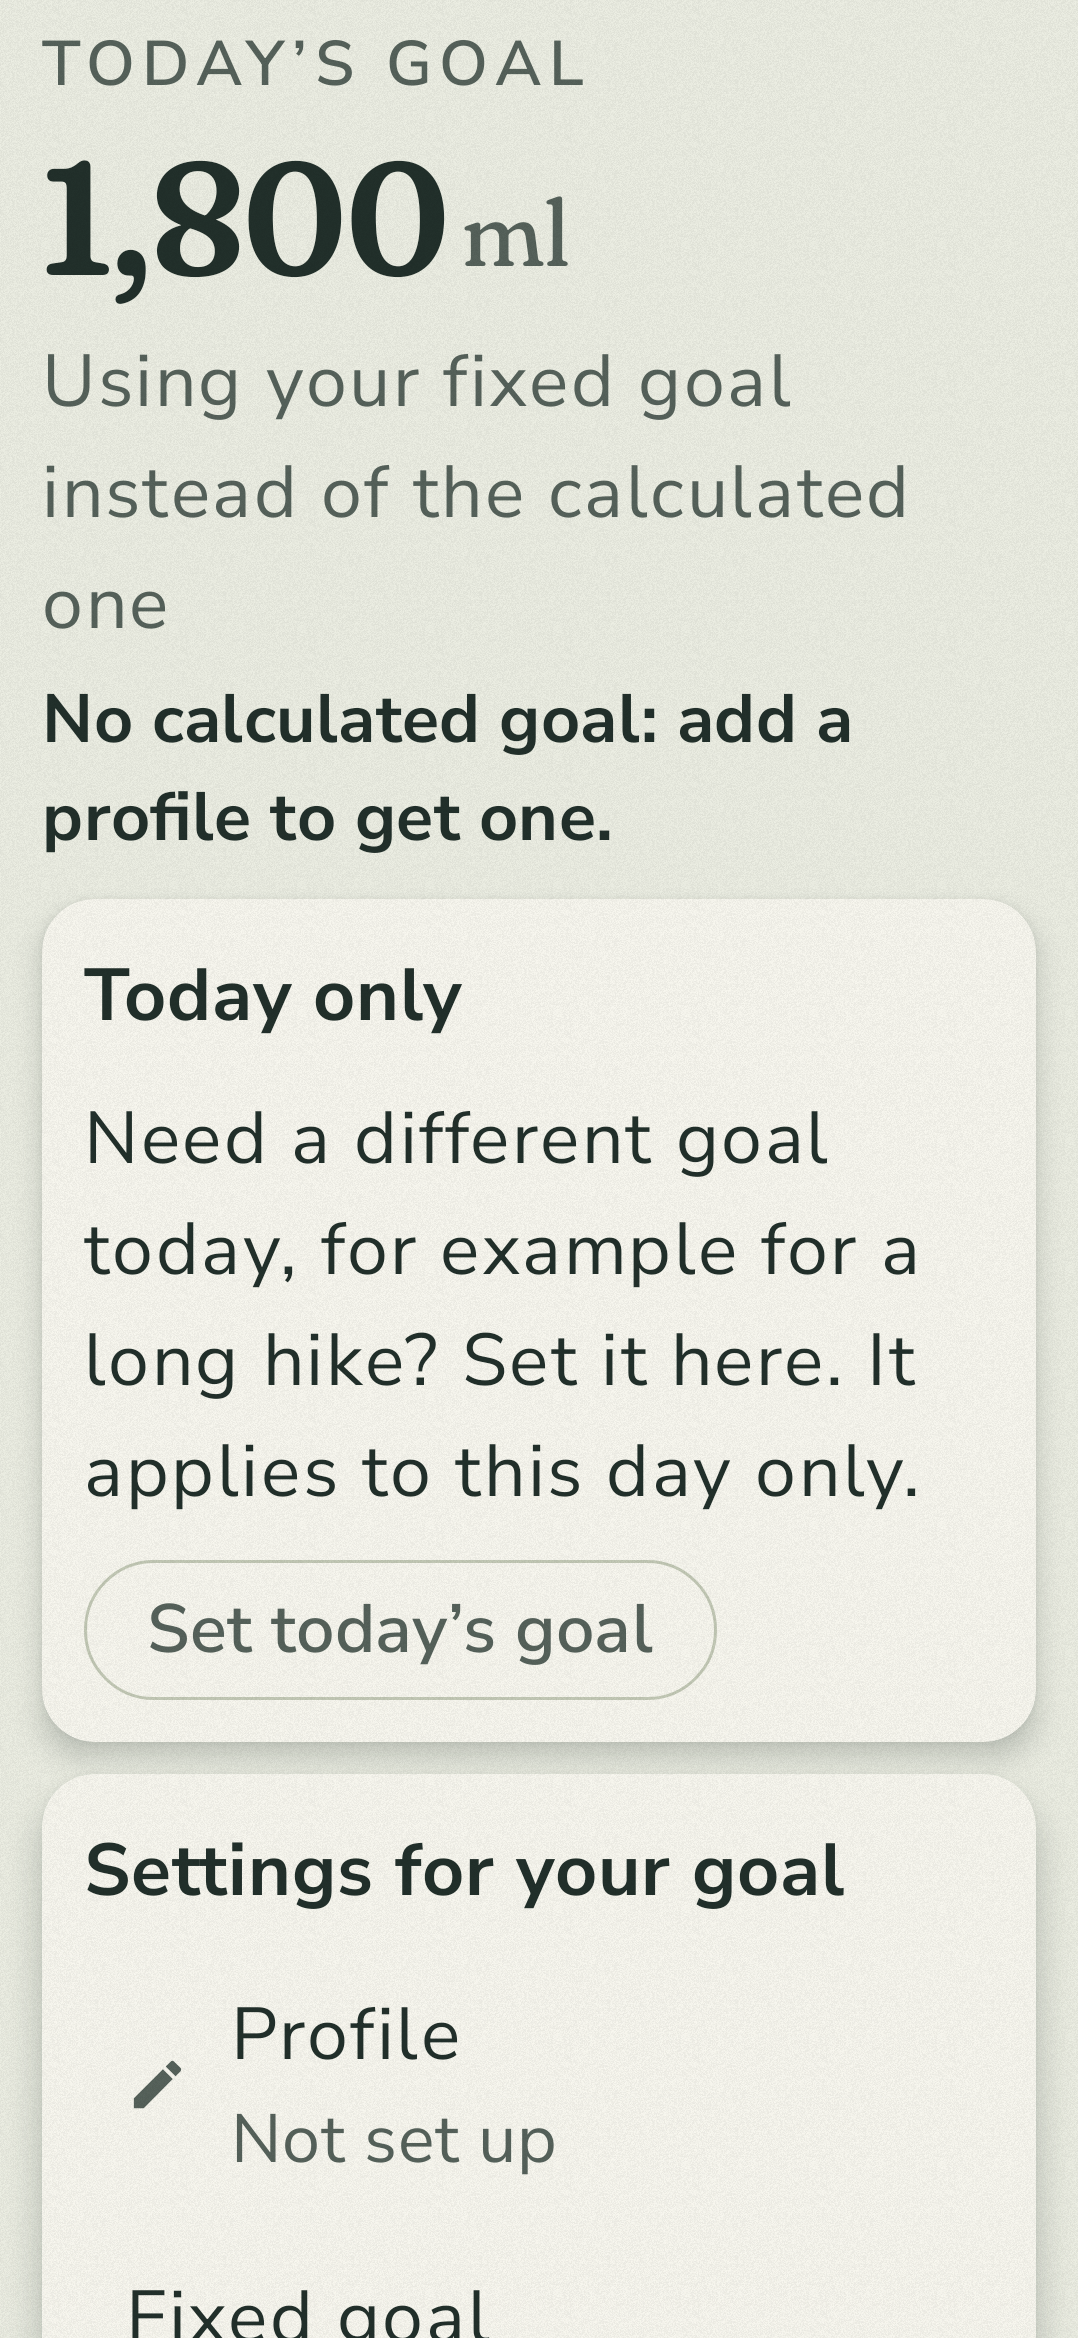 TODAY’S GOAL
1,800 ml
Using your fixed goal
instead of the calculated
one
No calculated goal: add a
profile to get one.
Today only
Need a different goal
today, for example for a
long hike? Set it here. It
applies to this day only.
Set today’s goal
Settings for your goal
Profile
Not set up
Fixed goal